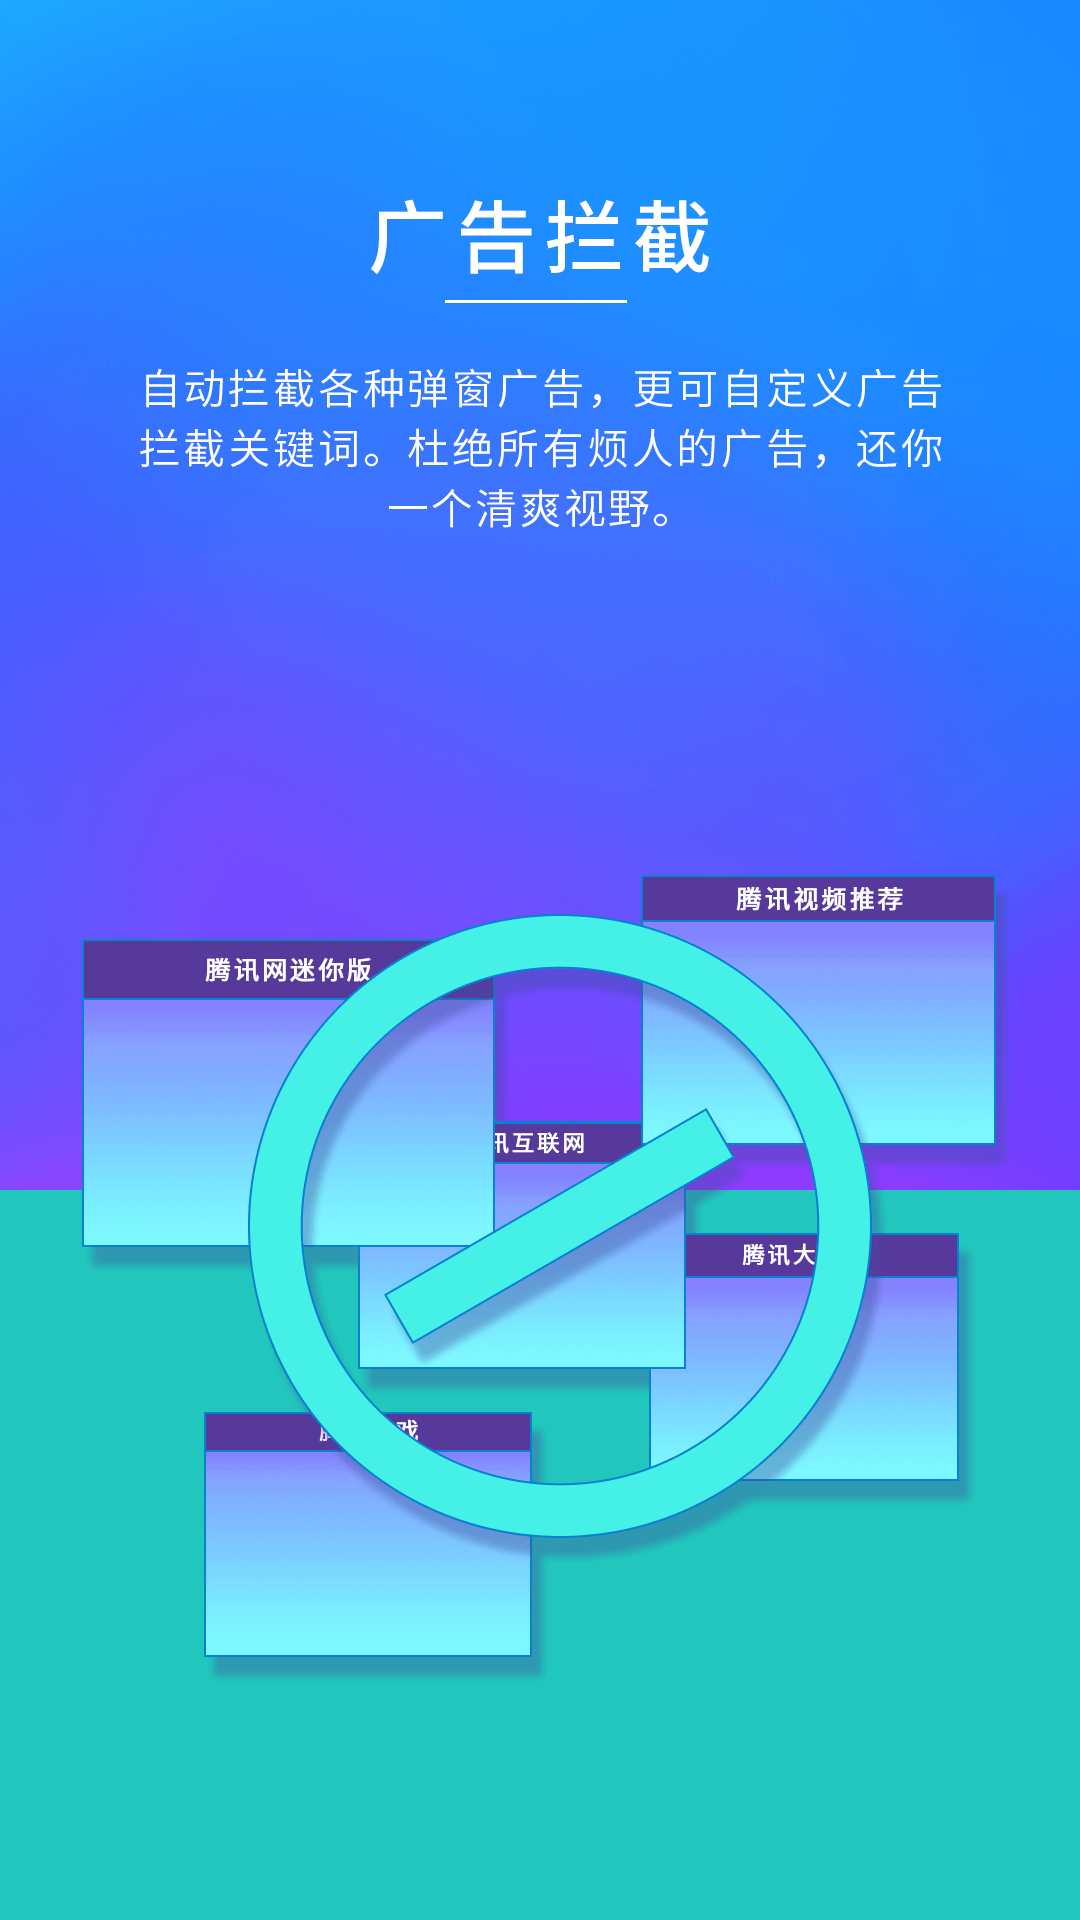 广告拦截
自动拦截各种弹窗广告，更可自定义广告
拦截关键词。杜绝所有烦人的广告，还你
一个清爽视野。
腾讯视频推荐
腾讯网迷你版
讯互联网
腾讯大
戏